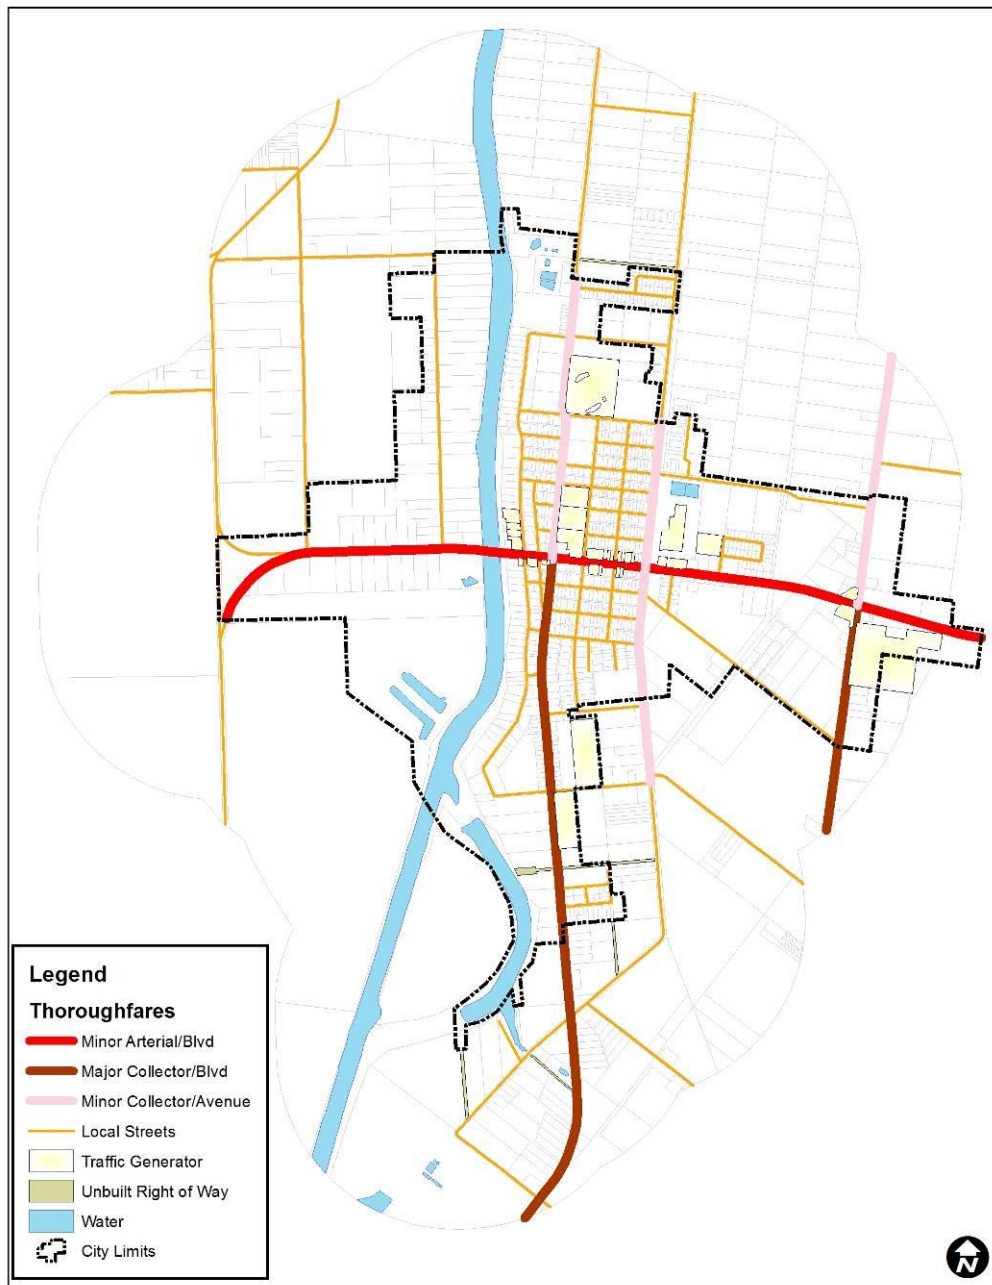 Legend
Thoroughfares
Minor Arterial/Blvd
Major Collector/Blvd
Minor Collector/Avenue
Local Streets
Traffic Generator
Unbuilt Right of Way
Water
City Limits
N